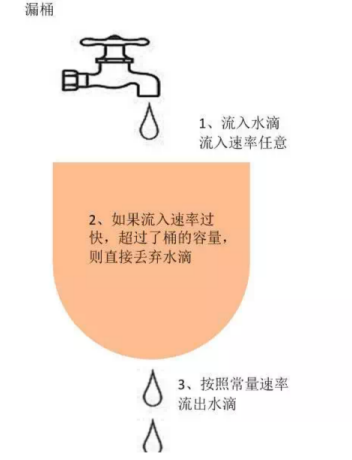 漏桶
1、流入水滴
流入速率任意
2、如果流入速率过
快，超过了桶的容量，
则直接丢弃水滴
3、按照常量速率
流出水滴